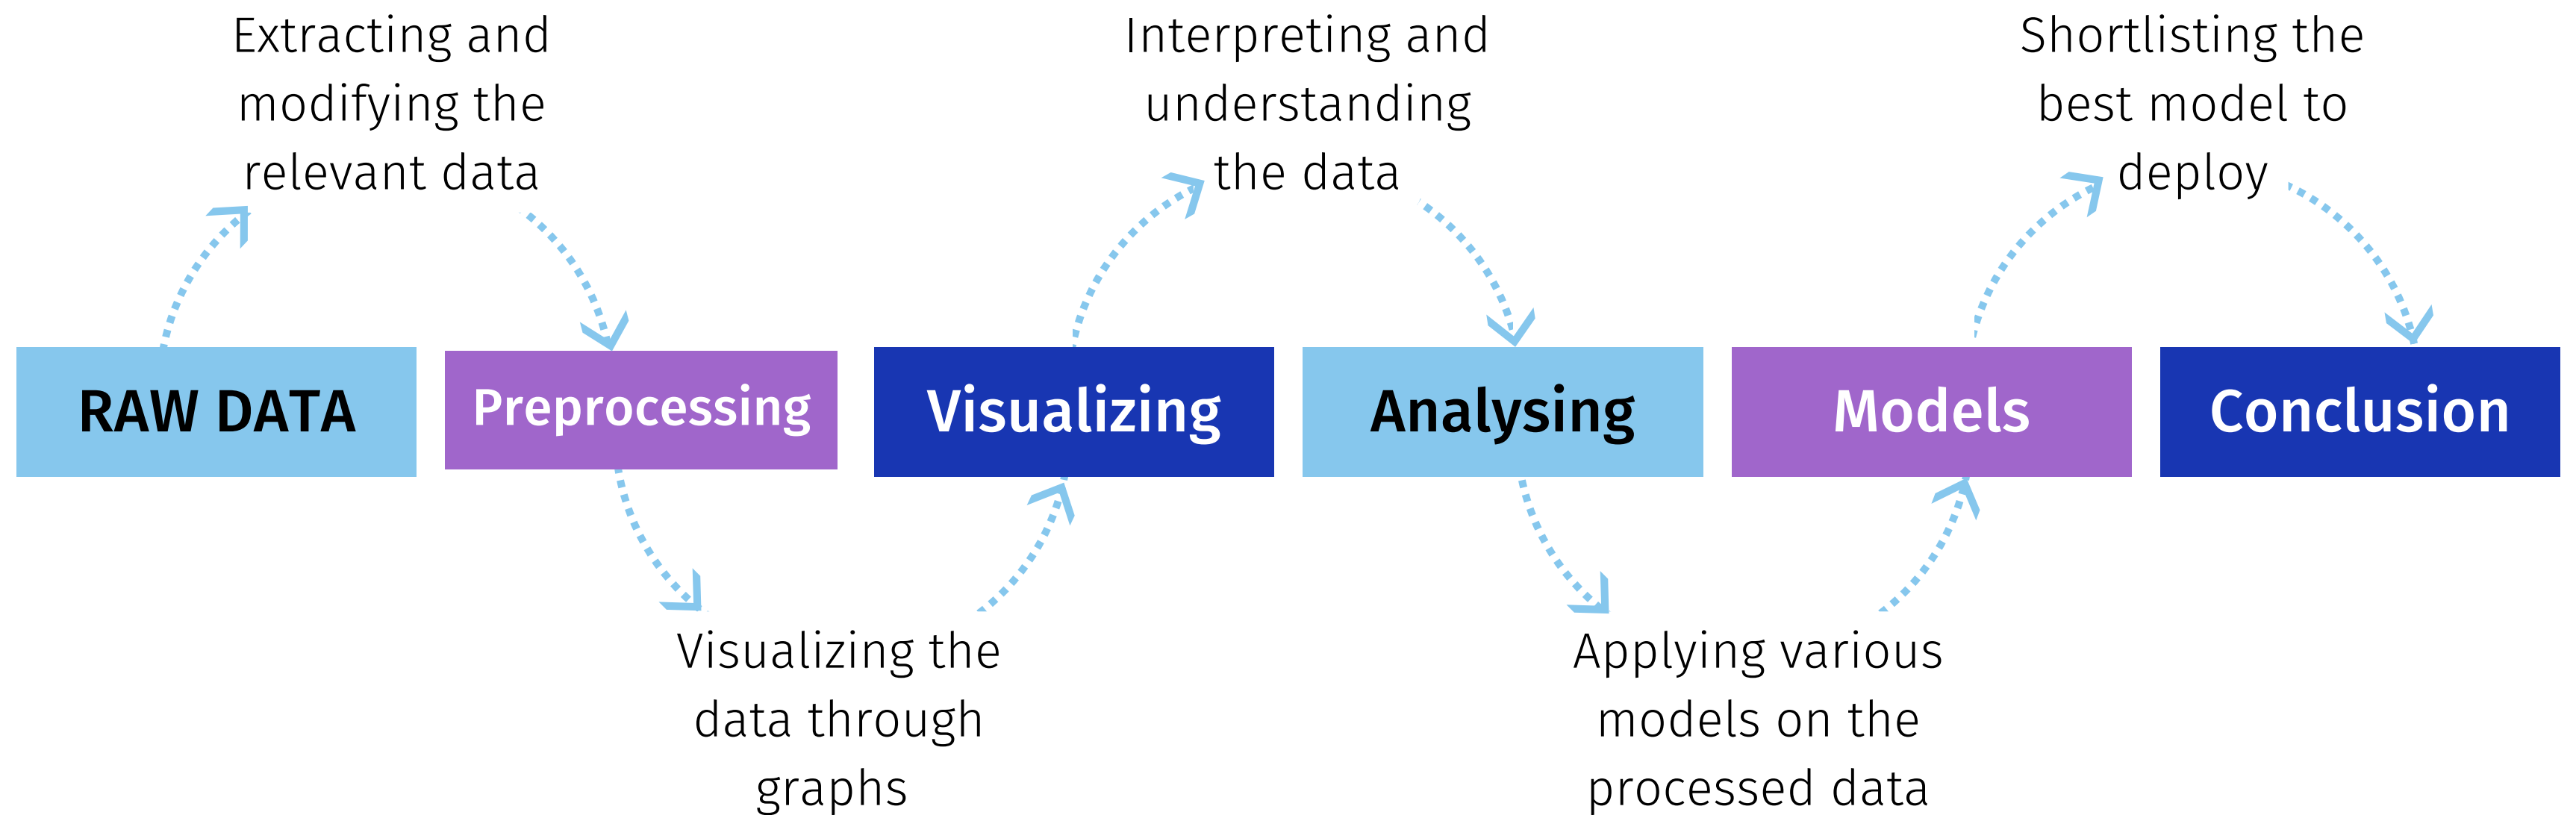 Extracting and
modifying the
relevant data
Interpreting and
understanding
the data
Shortlisting the
best model to
deploy
RAW DATA
Preprocessing
Visualizing
Analysing
Models
Conclusion
Visualizing the
data through
graphs
Applying various
models on the
processed data